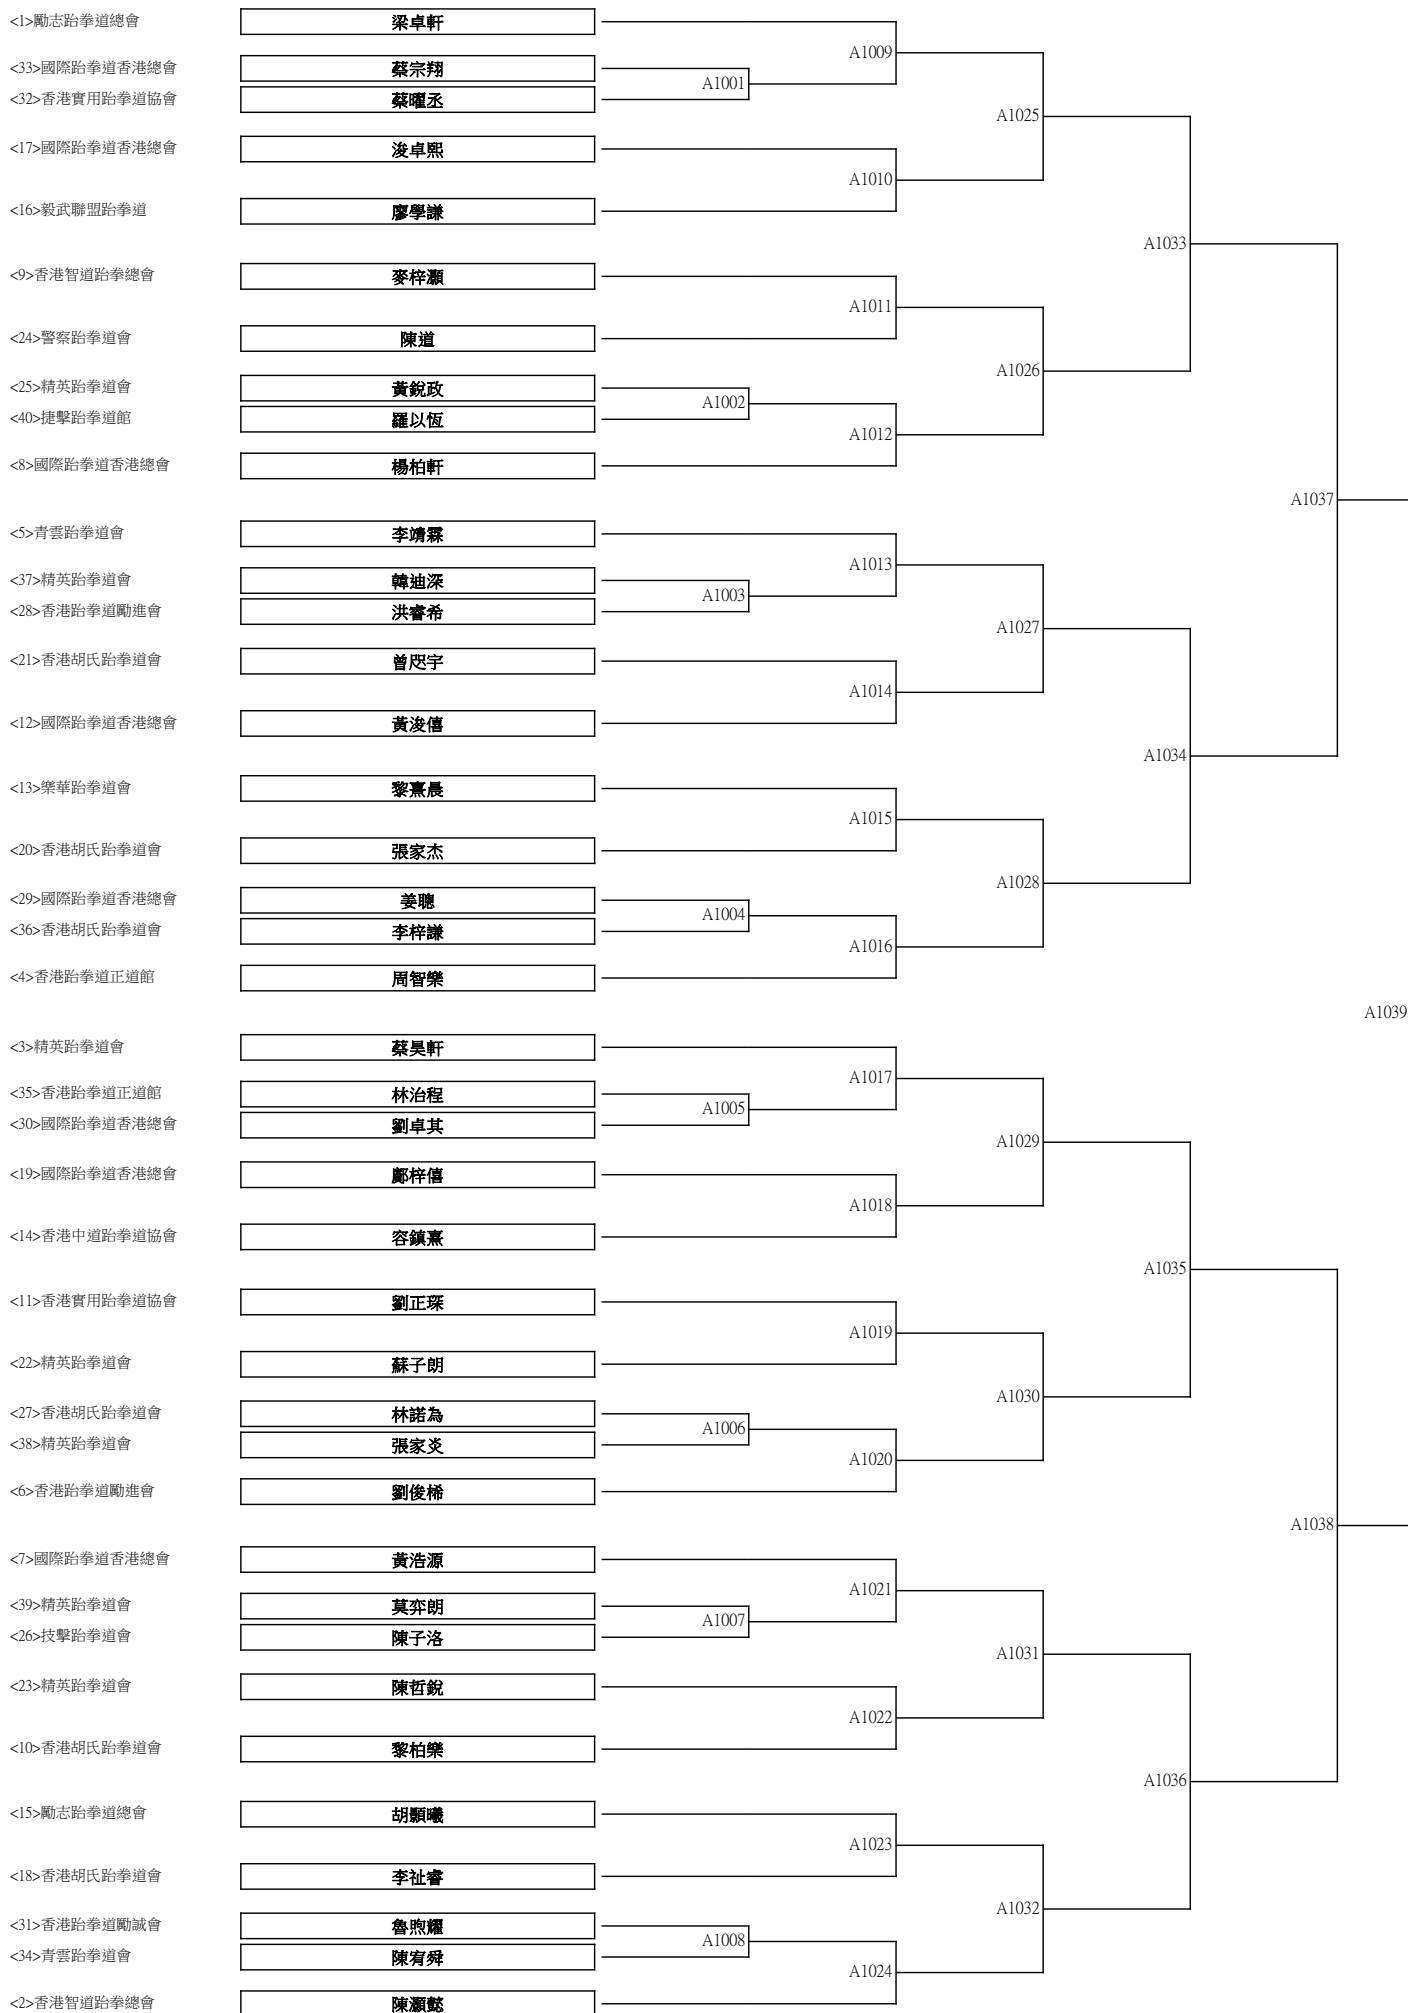 <1>勵志跆拳道總會 梁卓軒
A1009
<33>國際跆拳道香港總會 蔡宗翔
A1001
<32>香港實用跆拳道協會 蔡曜丞
A1025
<17>國際跆拳道香港總會 浚卓熙
A1010
<16>毅武聯盟跆拳道 廖學謙
A1033
<9>香港智道跆拳總會 麥梓灝
A1011
<24>警察跆拳道會 陳道
A1026
<25>精英跆拳道會 黃銳政
A1002
<40>捷擊跆拳道館 羅以恆
A1012
<8>國際跆拳道香港總會 楊柏軒
A1037
<5>青雲跆拳道會 李靖霖
A1013
<37>精英跆拳道會 韓迪深
A1003
<28>香港跆拳道勵進會 洪睿希
A1027
<21>香港胡氏跆拳道會 曾咫宇
A1014
<12>國際跆拳道香港總會 黃浚僖
A1034
<13>樂華跆拳道會 黎熹晨
A1015
<20>香港胡氏跆拳道會 張家杰
A1028
<29>國際跆拳道香港總會 姜聰
A1004
<36>香港胡氏跆拳道會 李梓謙
A1016
<4>香港跆拳道正道館 周智樂
A1039
<3>精英跆拳道會 蔡昊軒
A1017
<35>香港跆拳道正道館 林治程
A1005
<30>國際跆拳道香港總會 劉卓其
A1029
<19>國際跆拳道香港總會 鄺梓僖
A1018
<14>香港中道跆拳道協會 容鎮熹
A1035
<11>香港實用跆拳道協會 劉正琛
A1019
<22>精英跆拳道會 蘇子朗
A1030
<27>香港胡氏跆拳道會 林諾為
A1006
<38>精英跆拳道會 張家炎
A1020
<6>香港跆拳道勵進會 劉俊桸
A1038
<7>國際跆拳道香港總會 黃浩源
A1021
<39>精英跆拳道會 莫弈朗
A1007
<26>技擊跆拳道會 陳子洛
A1031
<23>精英跆拳道會 陳哲銳
A1022
<10>香港胡氏跆拳道會 黎柏樂
A1036
<15>勵志跆拳道總會 胡顥曦
A1023
<18>香港胡氏跆拳道會 李祉睿
A1032
<31>香港跆拳道勵誠會 魯煦耀
A1008
<34>青雲跆拳道會 陳宥舜
A1024
<2>香港智道跆拳總會 陳灝懿